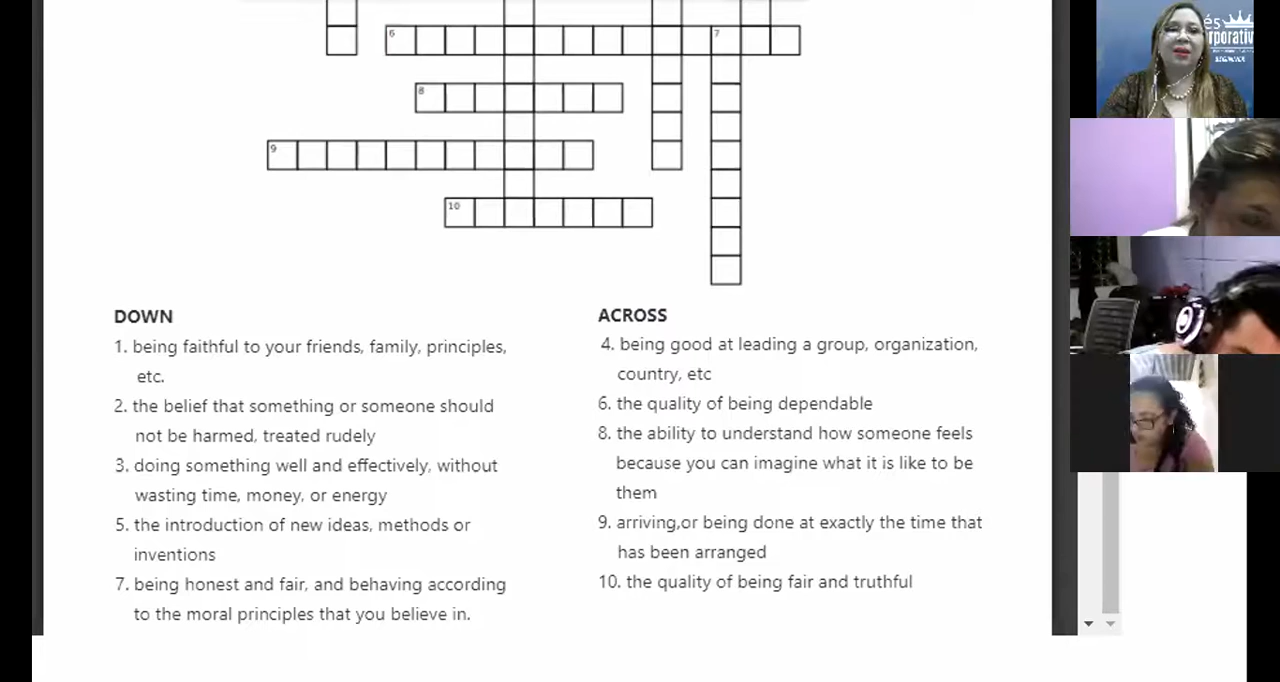 6
7
8
9
10
és
rporativ
DOWN
1. being faithful to your friends, family, principles,
etc.
2. the belief that something or someone should
not be harmed, treated rudely
3. doing something well and effectively, without
wasting time, money, or energy
5. the introduction of new ideas, methods or
inventions
7. being honest and fair, and behaving according
to the moral principles that you believe in.
ACROSS
4. being good at leading a group, organization,
country, etc
6. the quality of being dependable
8. the ability to understand how someone feels
because you can imagine what it is like to be
them
9. arriving,or being done at exactly the time that
has been arranged
10. the quality of being fair and truthful